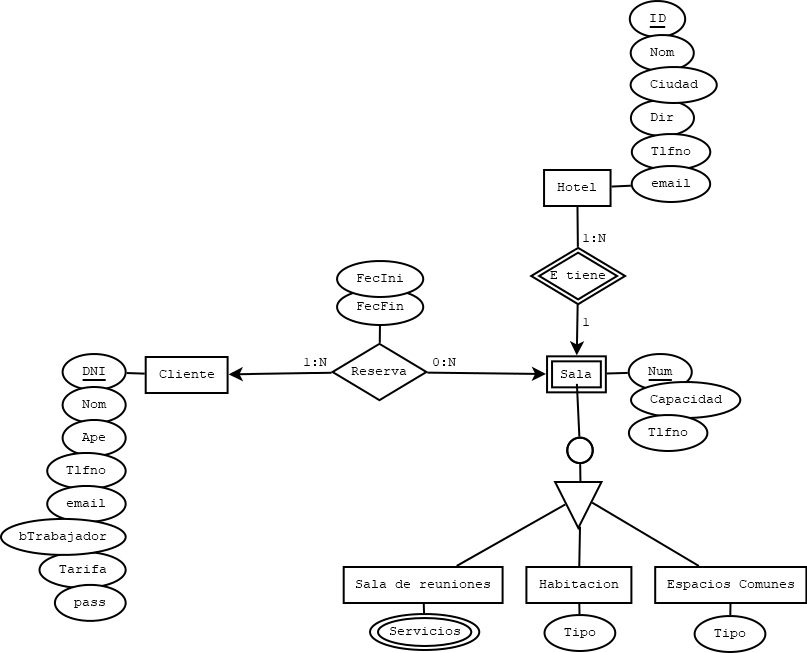 ID
Nom
Ciudad
Dir
Tlfno
email
Hotel
1:N
E tiene
1
FecIni
FecFin
1:N
Reserva
0:N
DNI
Cliente
Nom
Ape
Tlfno
email
bTrabajador
Tarifa
pass
Sala
Num
Capacidad
Tlfno
Sala de reuniones
Habitacion
Espacios Comunes
Servicios
Tipo
Tipo